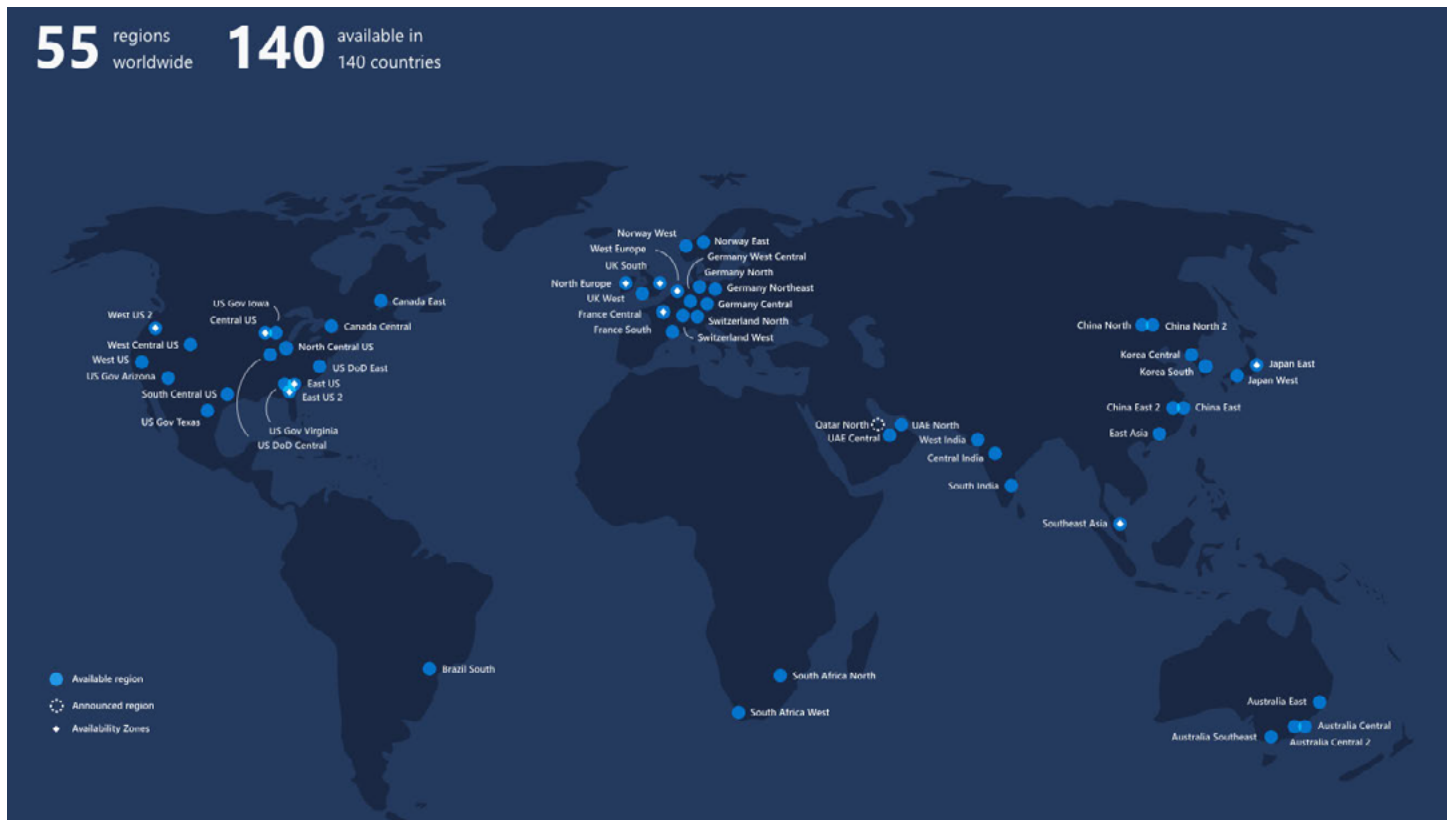 55 regions worldwide
140 available in 140 countries
Norway West
Norway East
West Europe
Germany West Central
UK South
Germany North
North Europe
Germany Northeast
UK West
Germany Central
France Central
Switzerland North
France South
Switzerland West
US Gov Iowa
Canada East
West US 2
Central US
Canada Central
West Central US
North Central US
West US
US DoD East
US Gov Arizona
East US
South Central US
East US 2
US Gov Texas
US Gov Virginia
US DoD Central
China North
China North 2
Korea Central
Japan East
Korea South
Japan West
China East 2
China East
East Asia
Qatar North
UAE North
UAE Central
West India
Central India
South India
Southeast Asia
Brazil South
South Africa North
South Africa West
Australia East
Australia Central
Australia Southeast
Australia Central 2
Available region
Announced region
Availability Zones